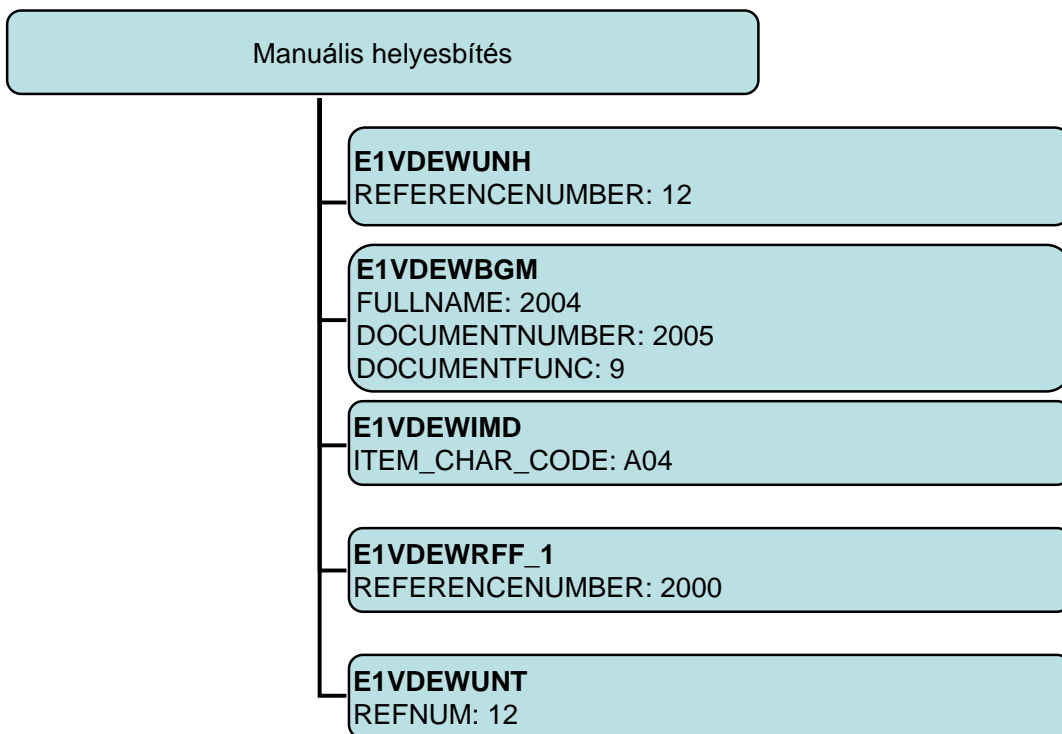 Manuális helyesbítés
E1VDEWUNH
REFERENCENUMBER: 12
E1VDEWBGM
FULLNAME: 2004
DOCUMENTNUMBER: 2005
DOCUMENTFUNC: 9
E1VDEWIMD
ITEM_CHAR_CODE: A04
E1VDEWRFF_1
REFERENCENUMBER: 2000
E1VDEWUNT
REFNUM: 12